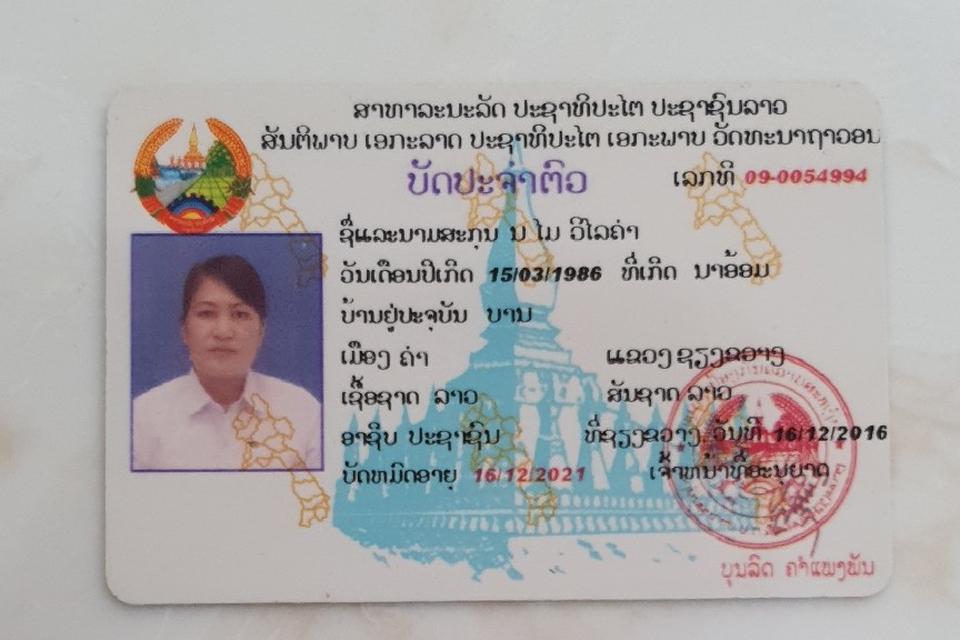 ສາທາລະນະລັດ ປະຊາທິປະໄຕ ປະຊາຊົນລາວ
ສັນຕິພາບ ເອກະລາດ ປະຊາທິປະໄຕ ເອກະພາບ ວັດທະນາຖາວອນ
ບັດປະຈຳຕົວ
ເລກທີ 09-0054994
ຊື່ແລະນາມສະກຸນ ນ ໄມ ວິໄລຄຳ
ວັນເດືອນປີເກີດ 15/03/1986 ທີ່ເກີດ ນາອ້ອມ
ບ້ານຢູ່ປະຈຸບັນ ບານ
ເມືອງ ຄຳ ແຂວງ ຊຽງຂວາງ
ເຊື້ອຊາດ ລາວ ສັນຊາດ ລາວ
ອາຊີບ ປະຊາຊົນ ທີ່ຊຽງຂວາງ ວັນທີ 16/12/2016
ບັດຫມົດອາຍຸ 16/12/2021 ເຈົ້າຫນ້າທີ່ອະນຸຍາດ
ບຸນລິດ ຄຳແພງພັນ